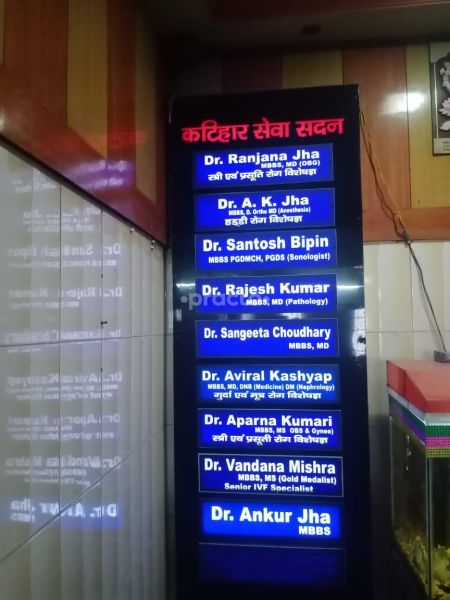 कटिहार सेवा सदन
Dr. Ranjana Jha
MBBS, MD (OBG)
स्त्री एवं प्रसूति रोग विशेषज्ञ
Dr. A. K. Jha
MBBS, D. Ortho MD (Anesthesia)
हड्डी रोग विशेषज्ञ
Dr. Santosh Bipin
MBBS PGDMCH, PGDS (Sonologist)
Dr. Rajesh Kumar
MBBS, MD (Pathology)
Dr. Sangeeta Choudhary
MBBS, MD
Dr. Aviral Kashyap
MBBS, MD, DNB (Medicine) DM (Nephrology)
गुर्दा एवं मूत्र रोग विशेषज्ञ
Dr. Aparna Kumari
MBBS, MS OBS & Gynee)
स्त्री एवं प्रसूती रोग विशेषज्ञ
Dr. Vandana Mishra
MBBS, MS (Gold Medalist)
Senior IVF Specialist
Dr. Ankur Jha
MBBS